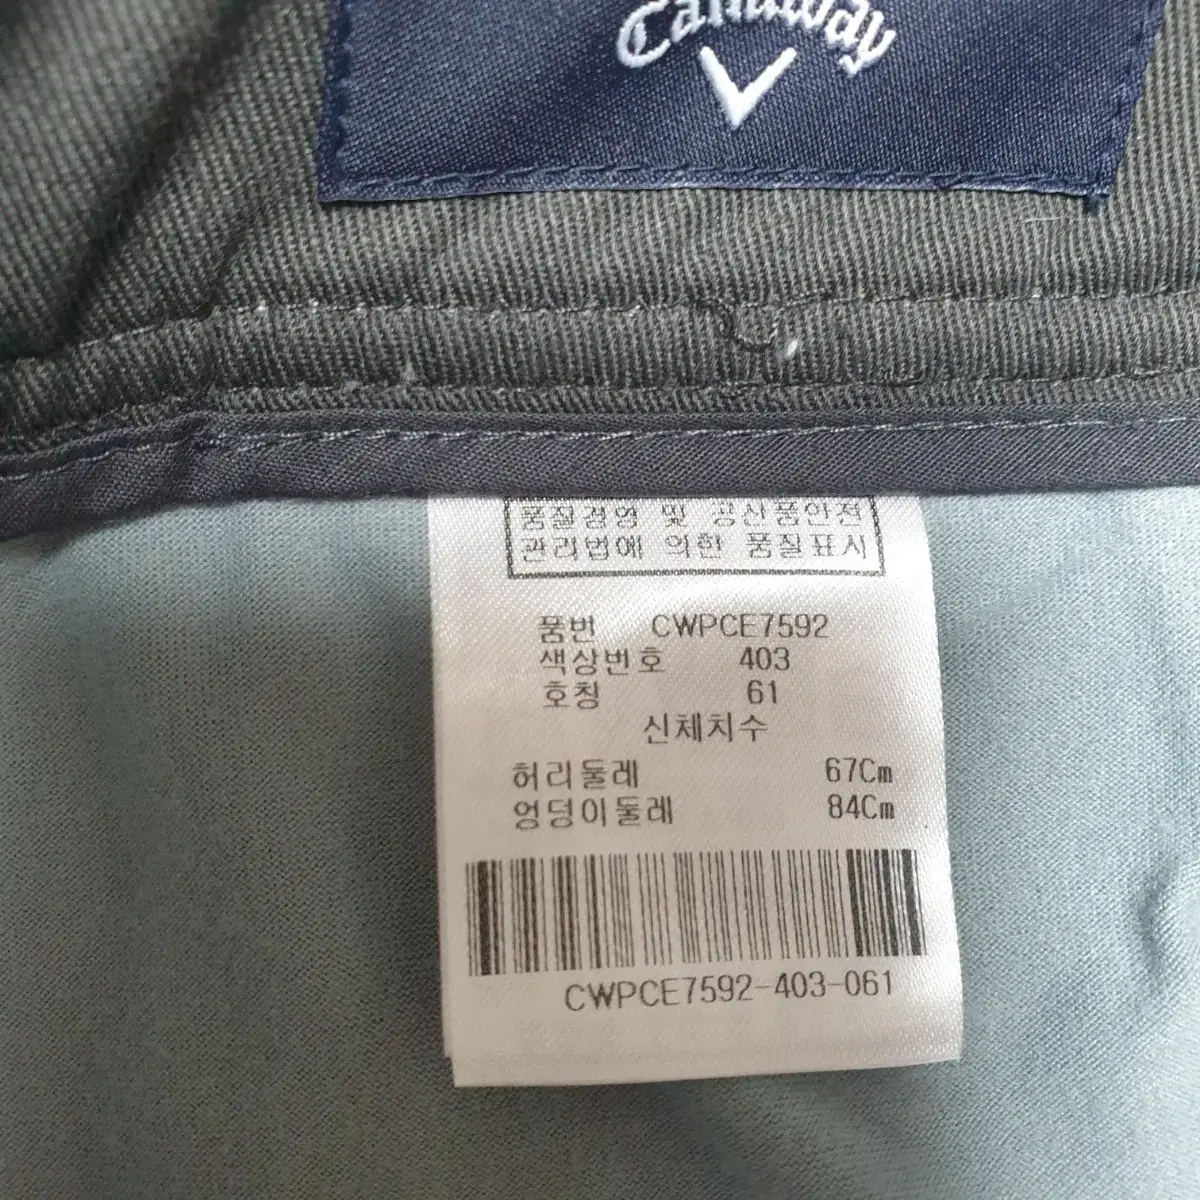 Callaway
품질경영 및 공산품안전
관리법에 의한 품질표시
품번 CWPCE7592
색상번호 403
호칭 61
신체치수
허리둘레 67Cm
엉덩이둘레 84Cm
CWPCE7592-403-061